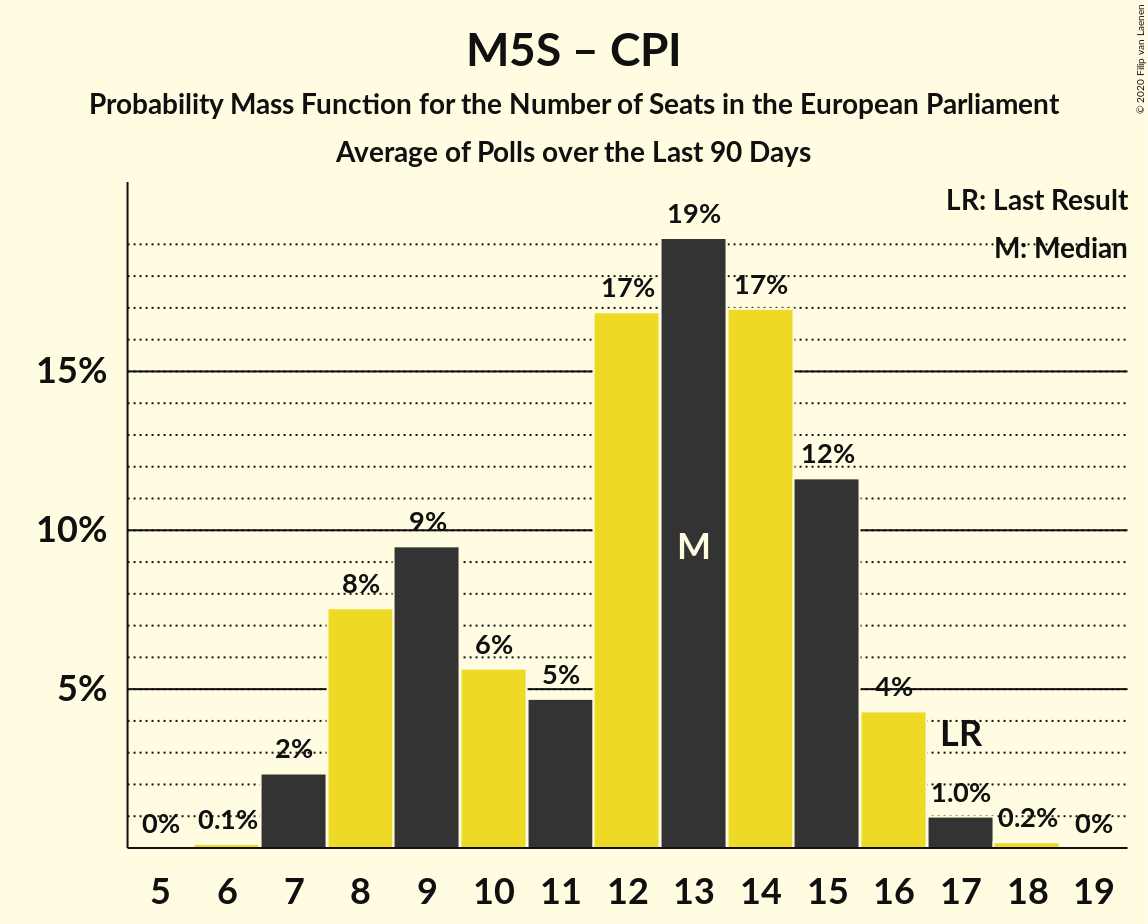 M5S – CPI
Probability Mass Function for the Number of Seats in the European Parliament
Average of Polls over the Last 90 Days
© 2020 Filip van Laenen
LR: Last Result
M: Median
19%
17%
17%
15%
12%
10%
9%
M
8%
6%
5%
5%
4%
LR
2%
1.0%
0%
0.1%
0.2%
0%
5 6 7 8 9 10 11 12 13 14 15 16 17 18 19